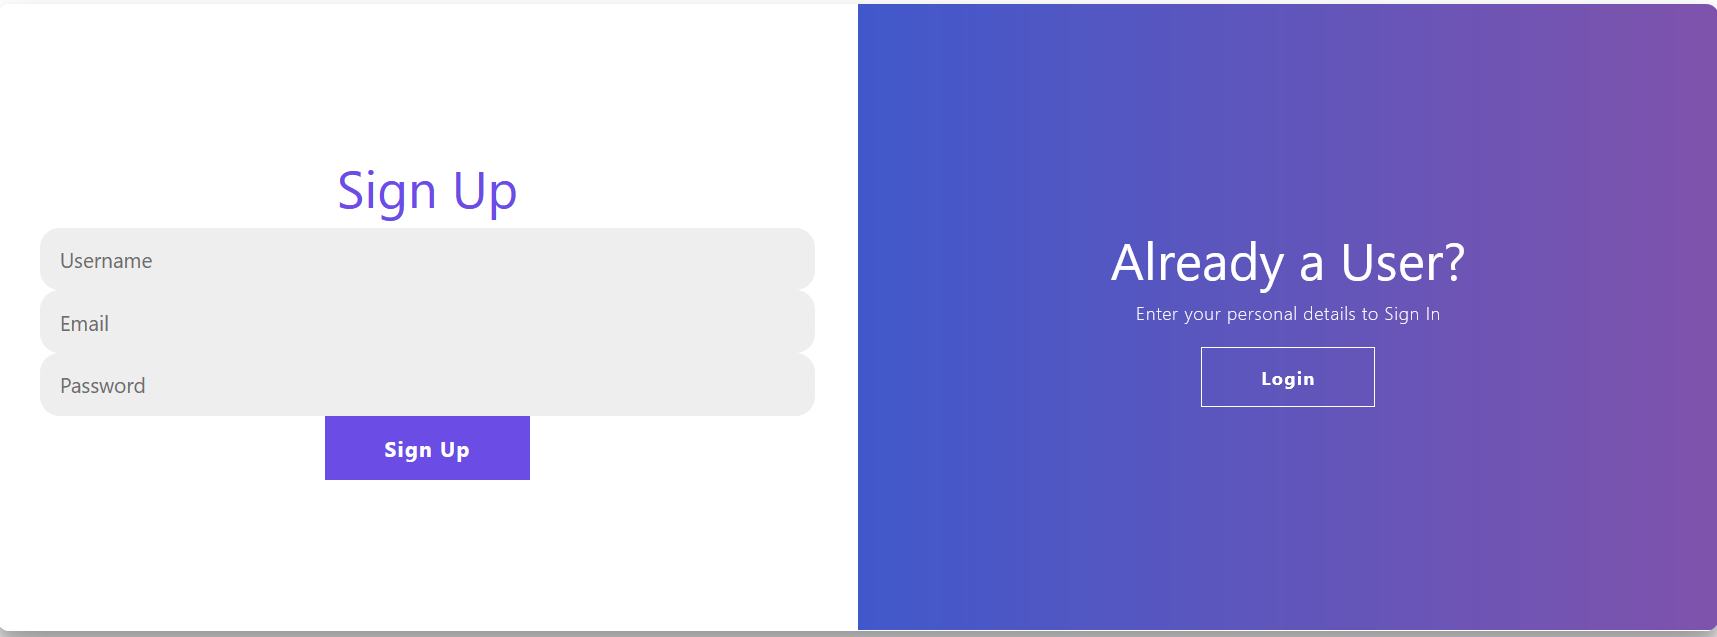 Sign Up
Username
Email
Password
Sign Up
Already a User?
Enter your personal details to Sign In
Login